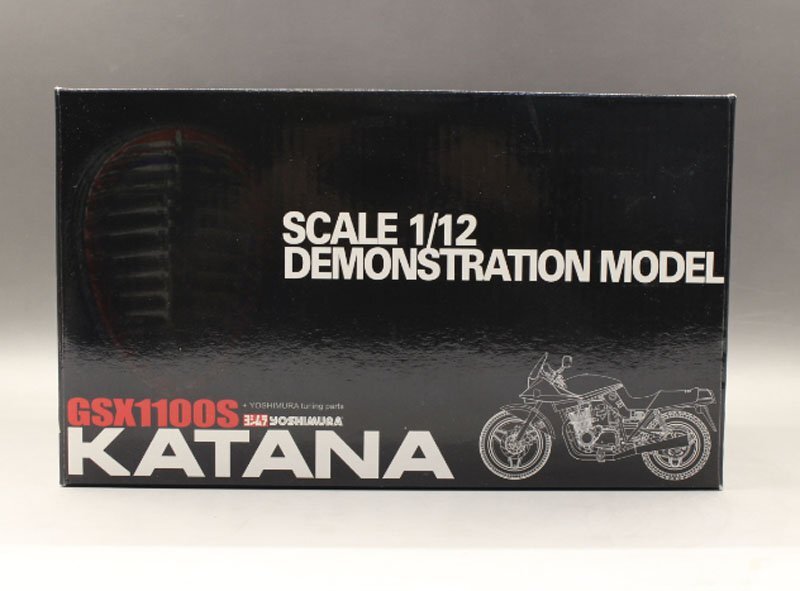 SCALE 1/12
DEMONSTRATION MODEL
GSX1100S + YOSHIMURA tuning parts
ヨシムラ YOSHIMURA
KATANA